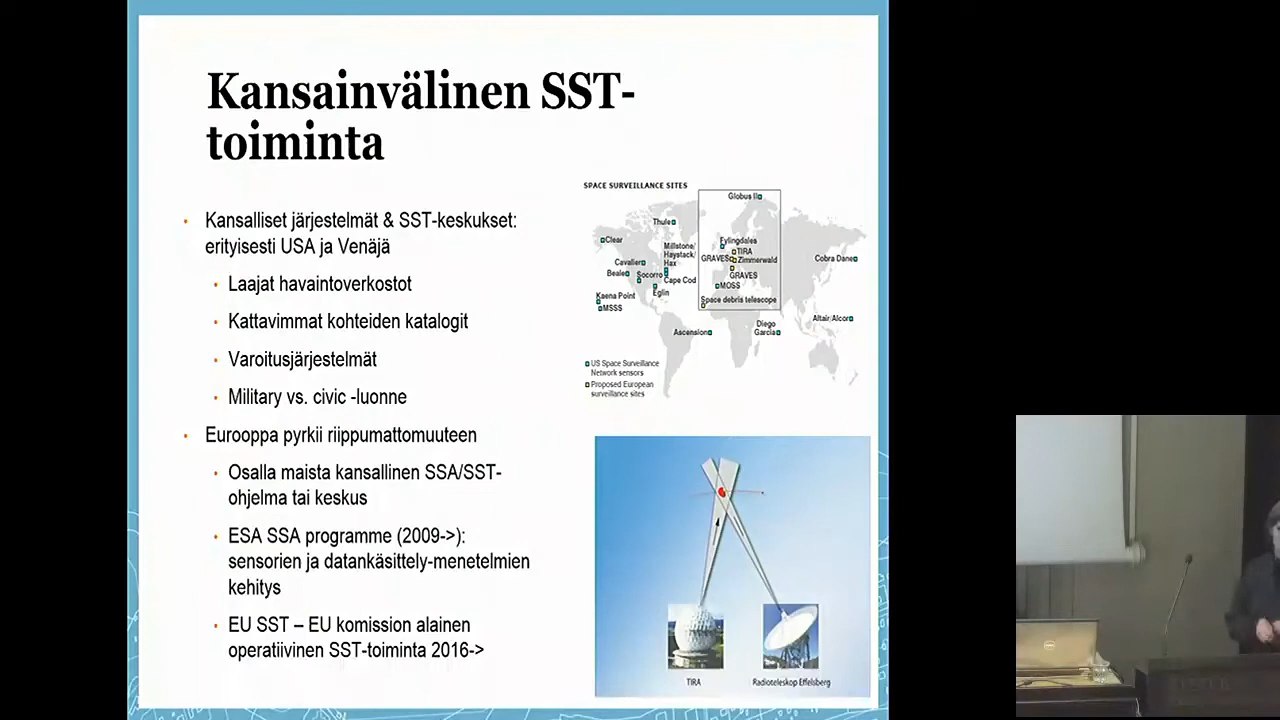 Kansainvälinen SST-
toiminta
• Kansalliset järjestelmät & SST-keskukset:
erityisesti USA ja Venäjä
• Laajat havaintoverkostot
• Kattavimmat kohteiden katalogit
• Varoitusjärjestelmät
• Military vs. civic -luonne
• Eurooppa pyrkii riippumattomuuteen
• Osalla maista kansallinen SSA/SST-
ohjelma tai keskus
• ESA SSA programme (2009->):
sensorien ja datankäsittely-menetelmien
kehitys
• EU SST – EU komission alainen
operatiivinen SST-toiminta 2016->
SPACE SURVEILLANCE SITES
Globus II
Thule
Clear
Millstone/
Haystack/
Hax
Cavalier
Beale
Socorro
Cape Cod
Eglin
Kaena Point
MSSS
Fylingdales
TIRA
GRAVES
Zimmerwald
GRAVES
MOSS
Space debris telescope
Cobra Dane
Ascension
Diego
Garcia
Altair/Alcor
US Space Surveillance
Network sensors
Proposed European
surveillance sites
TIRA
Radioteleskop Effelsberg